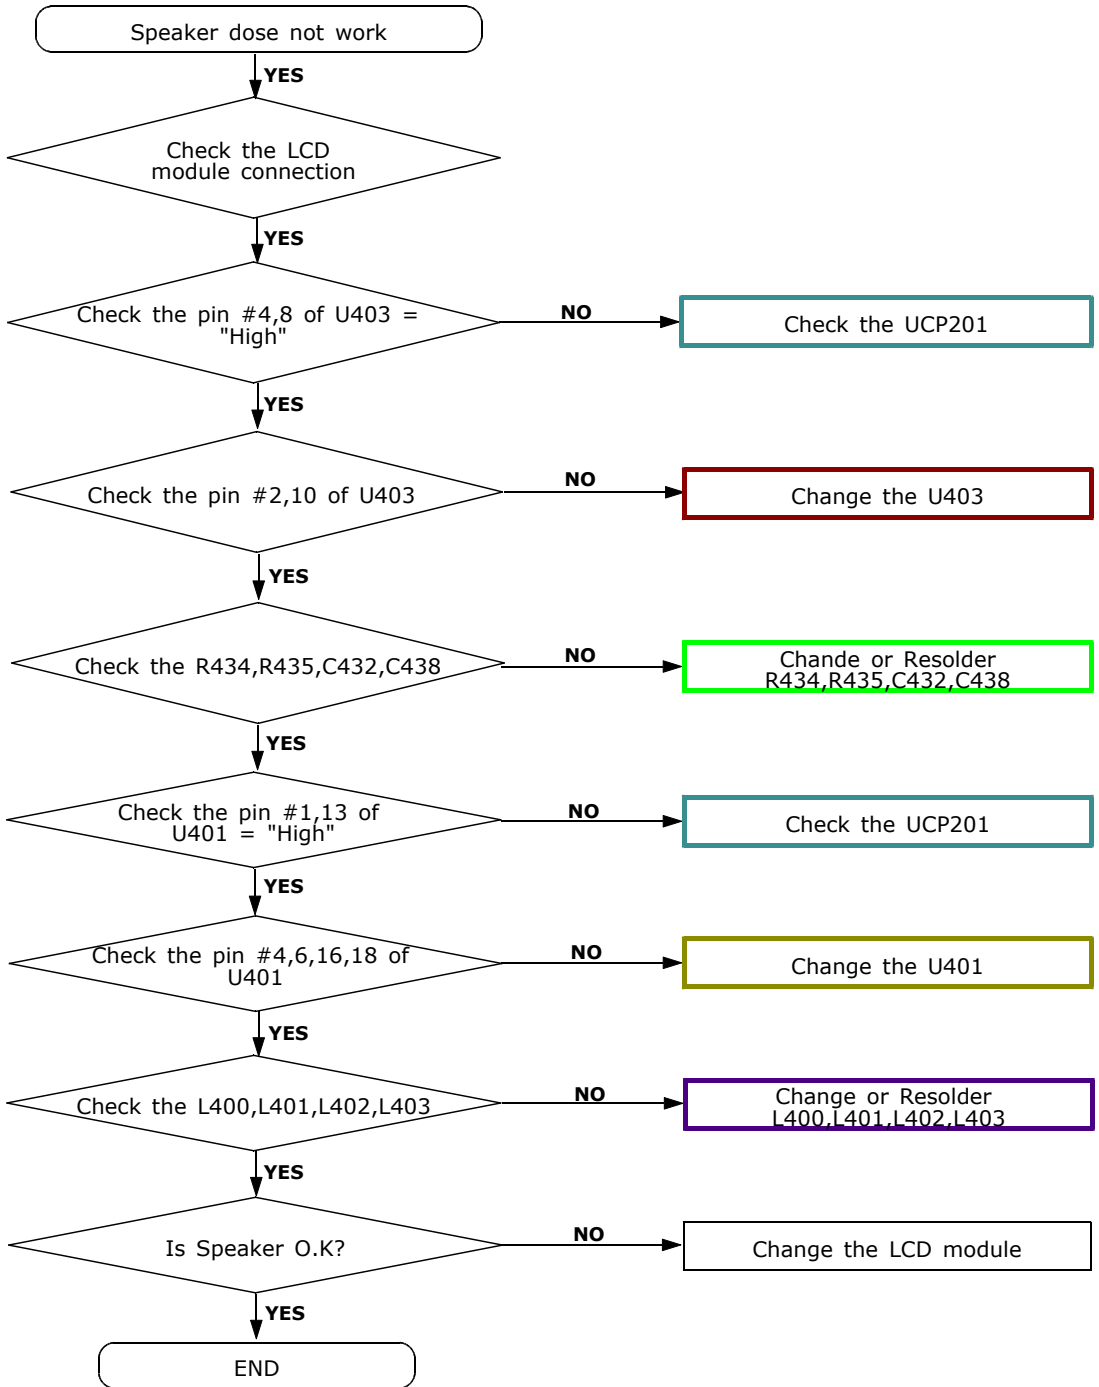 Speaker dose not work
YES
Check the LCD
module connection
YES
Check the pin #4,8 of U403 =
"High"
NO
Check the UCP201
YES
Check the pin #2,10 of U403
NO
Change the U403
YES
Check the R434,R435,C432,C438
NO
Chande or Resolder
R434,R435,C432,C438
YES
Check the pin #1,13 of
U401 = "High"
NO
Check the UCP201
YES
Check the pin #4,6,16,18 of
U401
NO
Change the U401
YES
Check the L400,L401,L402,L403
NO
Change or Resolder
L400,L401,L402,L403
YES
Is Speaker O.K?
NO
Change the LCD module
YES
END